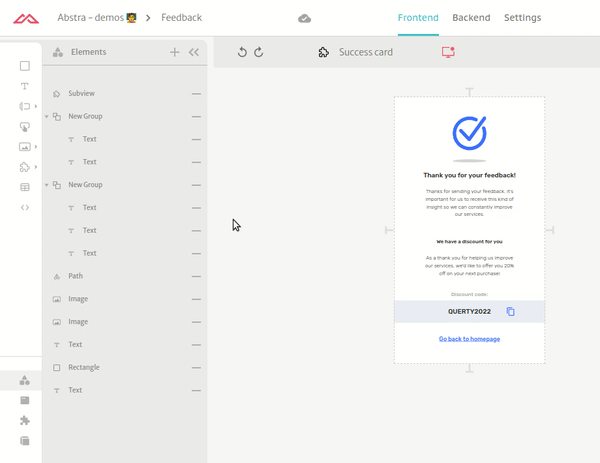 Abstra – demos 🧑‍🏫 > Feedback
Frontend Backend Settings
Elements
Success card
Subview
New Group
Text
Text
New Group
Text
Text
Text
Path
Image
Image
Text
Rectangle
Text
Thank you for your feedback!
Thanks for sending your feedback. It's
important for us to receive this kind of
insight so we can constantly improve
our services.
We have a discount for you
As a thank you for helping us improve
our services, we'd like to offer you 20%
off on your next purchase!
Discount code:
QUERTY2022
Go back to homepage